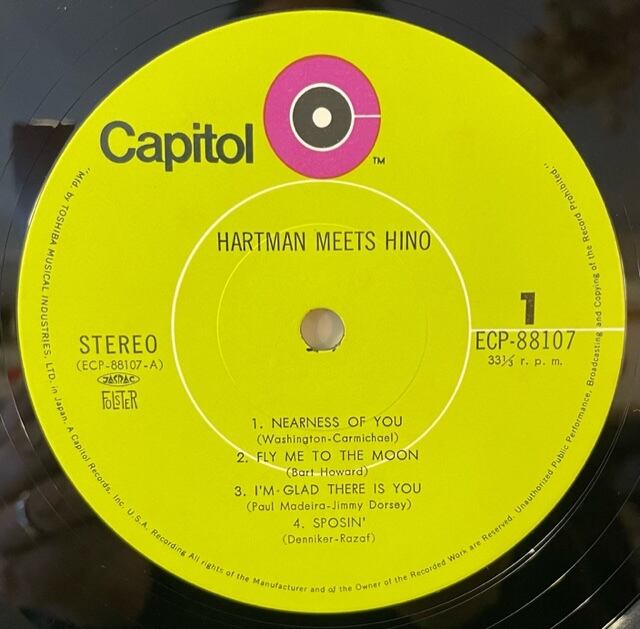 Capitol
TM
HARTMAN MEETS HINO
1
STEREO
ECP-88107
(ECP-88107-A)
33⅓ r. p. m.
JASRAC
FOLSTER
1. NEARNESS OF YOU
(Washington-Carmichael)
2. FLY ME TO THE MOON
(Bart Howard)
3. I'M GLAD THERE IS YOU
(Paul Madeira-Jimmy Dorsey)
4. SPOSIN'
(Denniker-Razaf)
"Mfd. by TOSHIBA MUSICAL INDUSTRIES, LTD. in Japan. A Capitol Records, Inc. U.S.A. Recording All rights of the Manufacturer and of the Owner of the Recorded Work are Reserved. Unauthorized Public Performance, Broadcasting and Copying of the Record Prohibited."